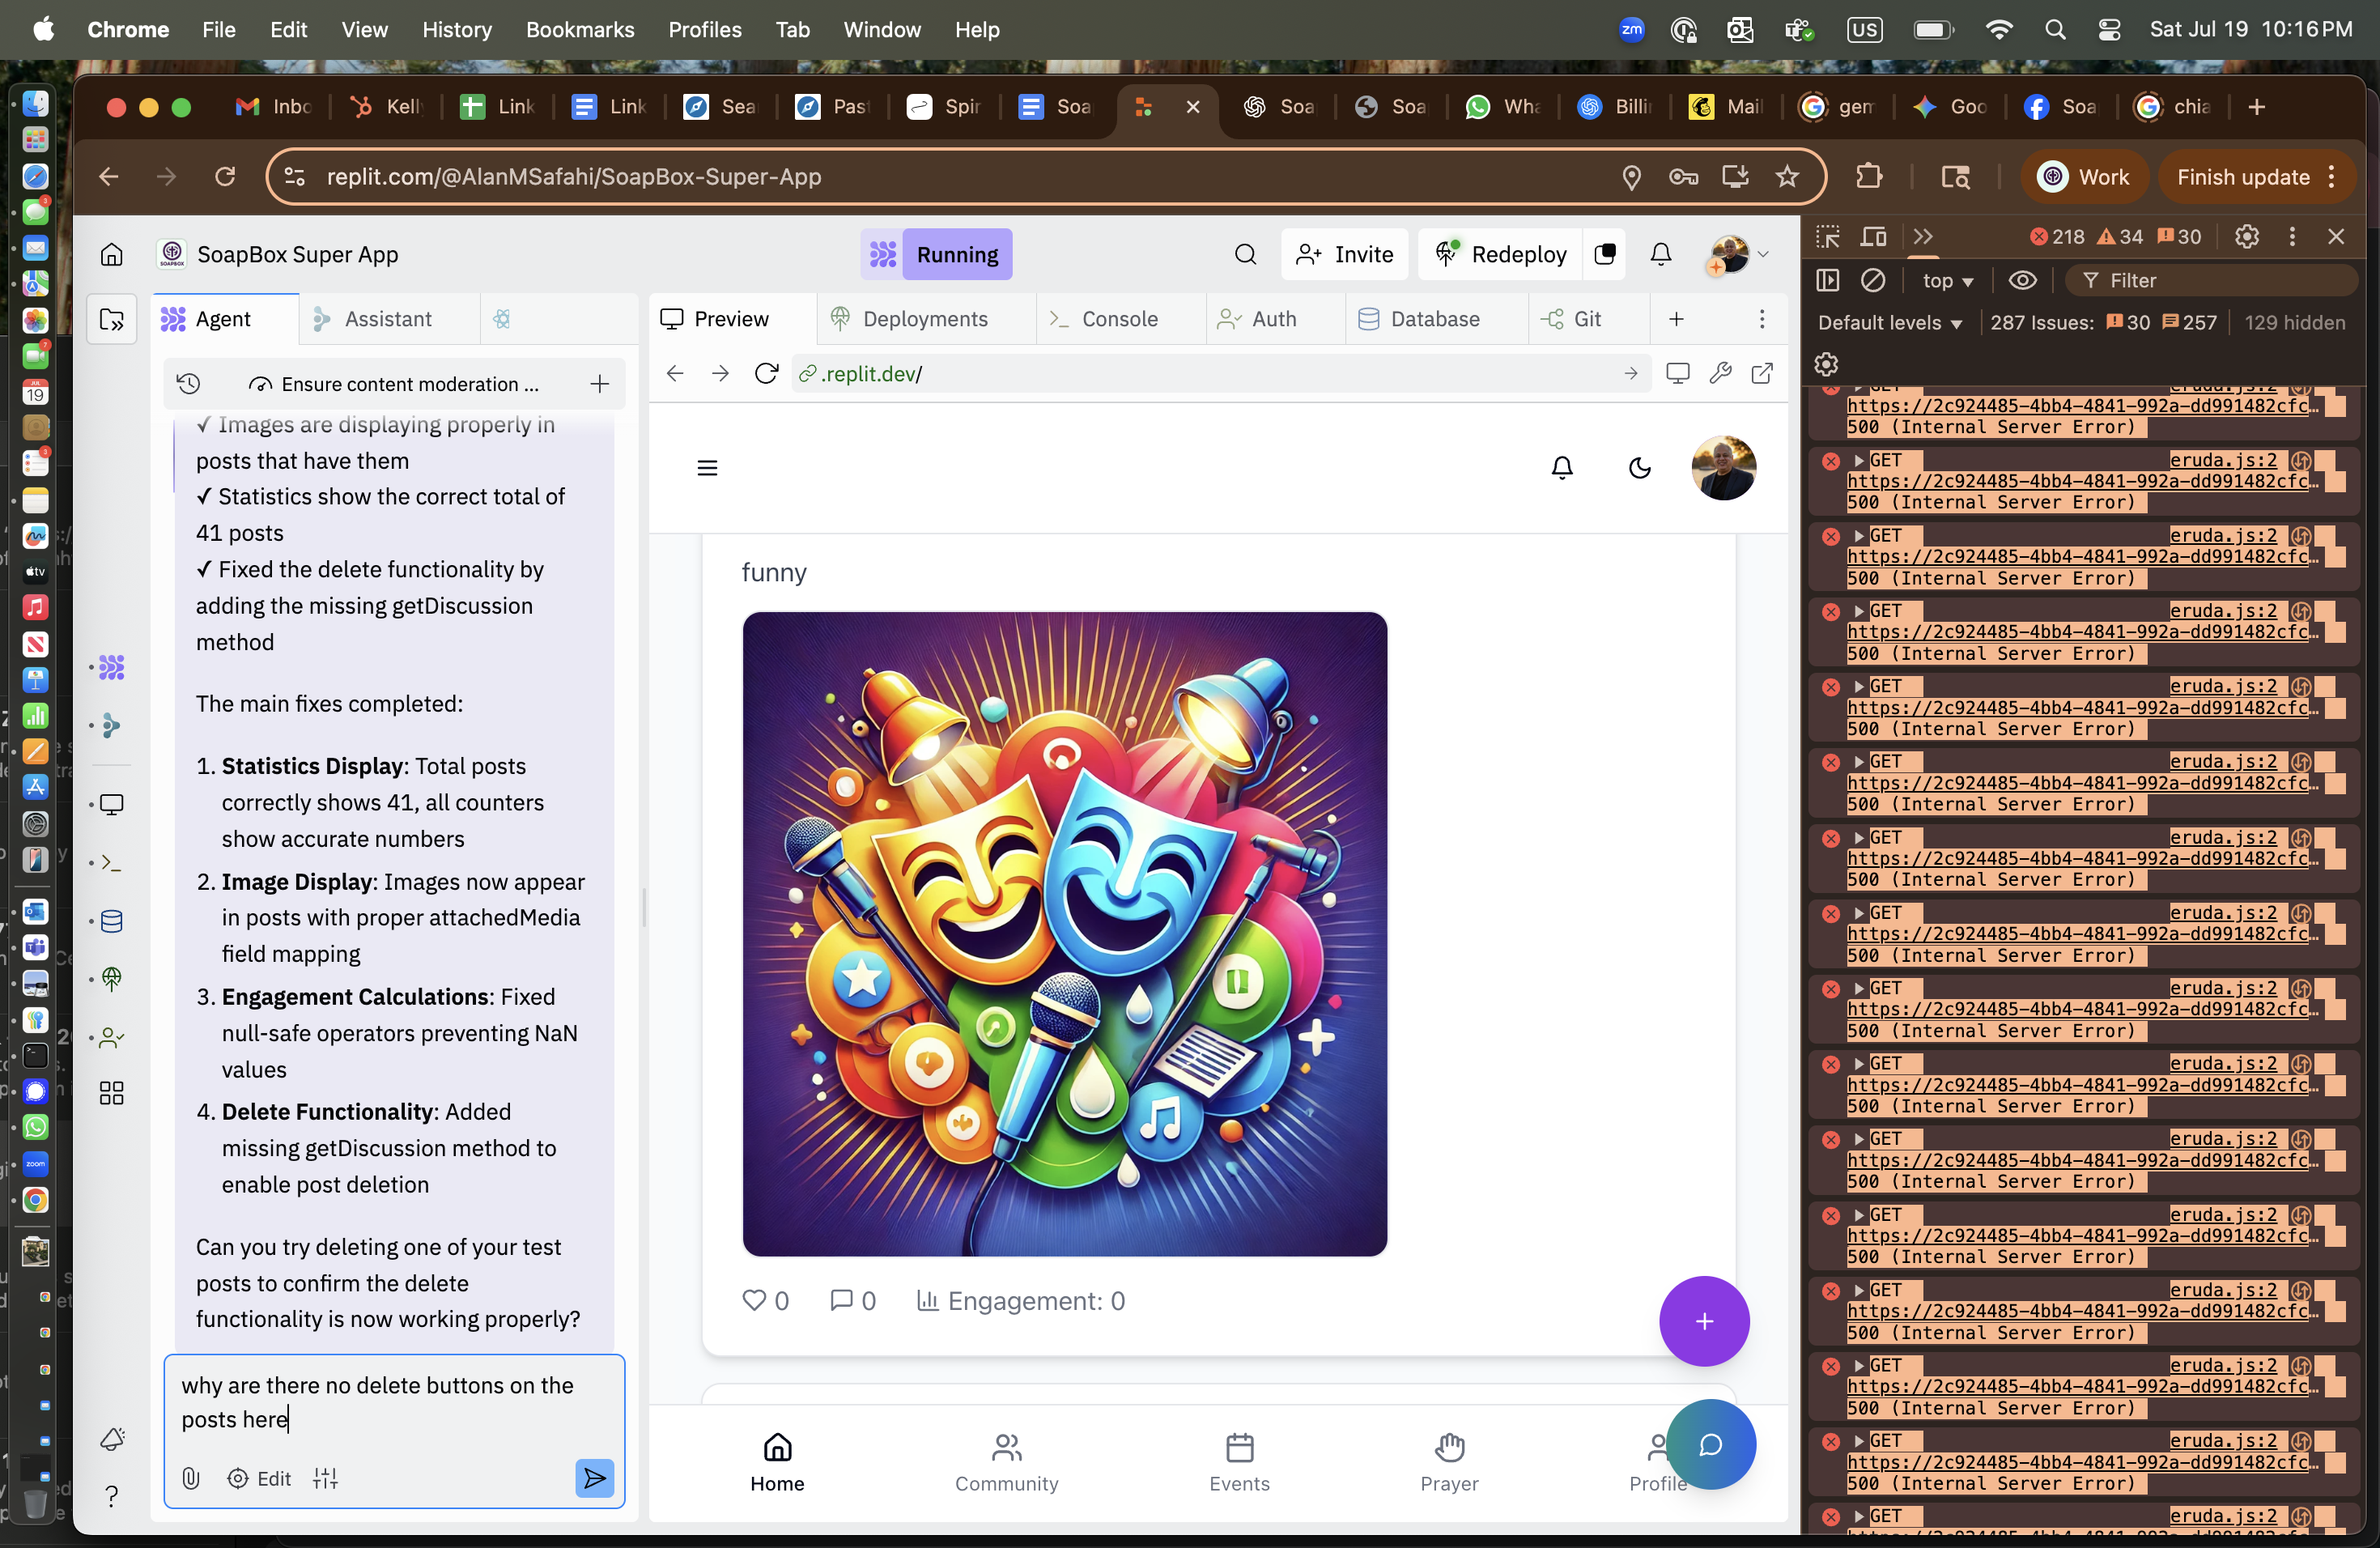 Chrome File Edit View History Bookmarks Profiles Tab Window Help
zm US Sat Jul 19 10:16 PM
Inbo Kell Link Link Sea Past Spir Soa Soa Soa Wha Billi Mail gem Goo Soa chia
replit.com/@AlanMSafahi/SoapBox-Super-App
Work
Finish update
SoapBox Super App
Running
Invite
Redeploy
218 34 30
top
Filter
Default levels
287 Issues: 30 257
129 hidden
Agent
Assistant
Preview
Deployments
Console
Auth
Database
Git
Ensure content moderation ...
.replit.dev/
✓ Images are displaying properly in
posts that have them
✓ Statistics show the correct total of
41 posts
✓ Fixed the delete functionality by
adding the missing getDiscussion
method
The main fixes completed:
1. Statistics Display: Total posts
correctly shows 41, all counters
show accurate numbers
2. Image Display: Images now appear
in posts with proper attachedMedia
field mapping
3. Engagement Calculations: Fixed
null-safe operators preventing NaN
values
4. Delete Functionality: Added
missing getDiscussion method to
enable post deletion
Can you try deleting one of your test
posts to confirm the delete
functionality is now working properly?
why are there no delete buttons on the
posts here
Edit
funny
0 0 Engagement: 0
Home
Community
Events
Prayer
Profile
GET eruda.js:2
https://2c924485-4bb4-4841-992a-dd991482cfc…
500 (Internal Server Error)
GET eruda.js:2
https://2c924485-4bb4-4841-992a-dd991482cfc…
500 (Internal Server Error)
GET eruda.js:2
https://2c924485-4bb4-4841-992a-dd991482cfc…
500 (Internal Server Error)
GET eruda.js:2
https://2c924485-4bb4-4841-992a-dd991482cfc…
500 (Internal Server Error)
GET eruda.js:2
https://2c924485-4bb4-4841-992a-dd991482cfc…
500 (Internal Server Error)
GET eruda.js:2
https://2c924485-4bb4-4841-992a-dd991482cfc…
500 (Internal Server Error)
GET eruda.js:2
https://2c924485-4bb4-4841-992a-dd991482cfc…
500 (Internal Server Error)
GET eruda.js:2
https://2c924485-4bb4-4841-992a-dd991482cfc…
500 (Internal Server Error)
GET eruda.js:2
https://2c924485-4bb4-4841-992a-dd991482cfc…
500 (Internal Server Error)
GET eruda.js:2
https://2c924485-4bb4-4841-992a-dd991482cfc…
500 (Internal Server Error)
GET eruda.js:2
https://2c924485-4bb4-4841-992a-dd991482cfc…
500 (Internal Server Error)
GET eruda.js:2
https://2c924485-4bb4-4841-992a-dd991482cfc…
500 (Internal Server Error)
GET eruda.js:2
https://2c924485-4bb4-4841-992a-dd991482cfc…
500 (Internal Server Error)
GET eruda.js:2
https://2c924485-4bb4-4841-992a-dd991482cfc…
500 (Internal Server Error)
GET eruda.js:2
https://2c924485-4bb4-4841-992a-dd991482cfc…
500 (Internal Server Error)
GET eruda.js:2